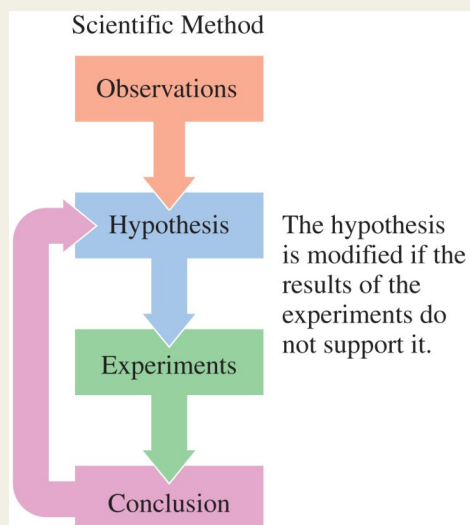 Scientific Method
Observations
Hypothesis
The hypothesis
is modified if the
results of the
experiments do
not support it.
Experiments
Conclusion